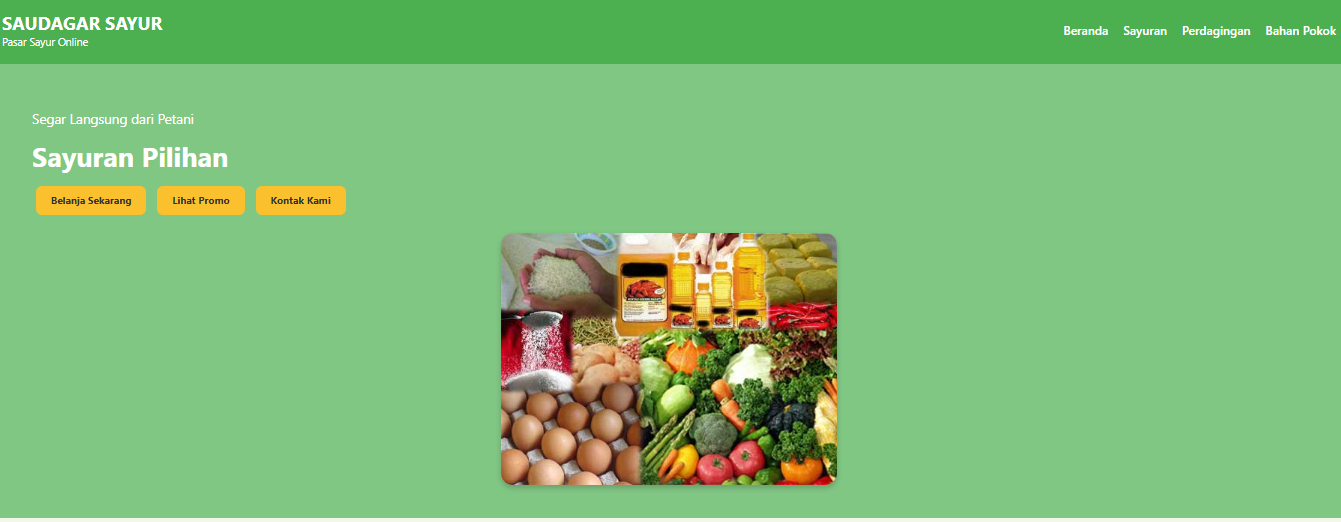 SAUDAGAR SAYUR
Pasar Sayur Online
Beranda Sayuran Perdagingan Bahan Pokok
Segar Langsung dari Petani
Sayuran Pilihan
Belanja Sekarang Lihat Promo Kontak Kami